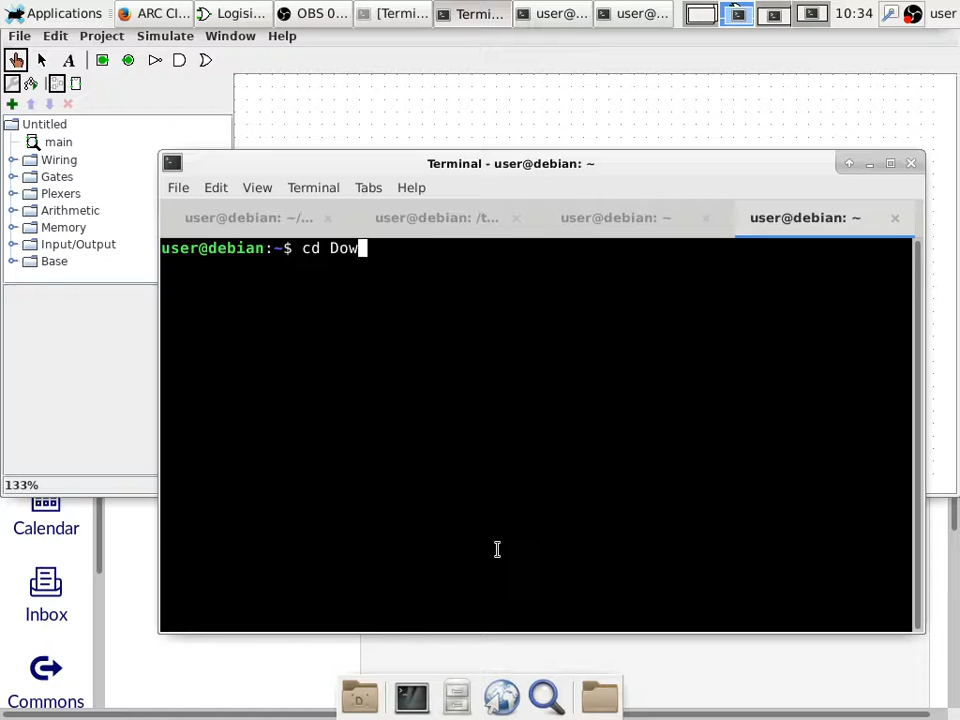 Applications
ARC CI...
Logisi...
OBS 0...
[Termi...
Termi...
user@...
user@...
10:34
user
File Edit Project Simulate Window Help
A
Untitled
main
Wiring
Gates
Plexers
Arithmetic
Memory
Input/Output
Base
133%
Calendar
Inbox
Commons
Terminal - user@debian: ~
File Edit View Terminal Tabs Help
user@debian: ~/...
user@debian: /t...
user@debian: ~
user@debian: ~
user@debian:~$ cd Dow